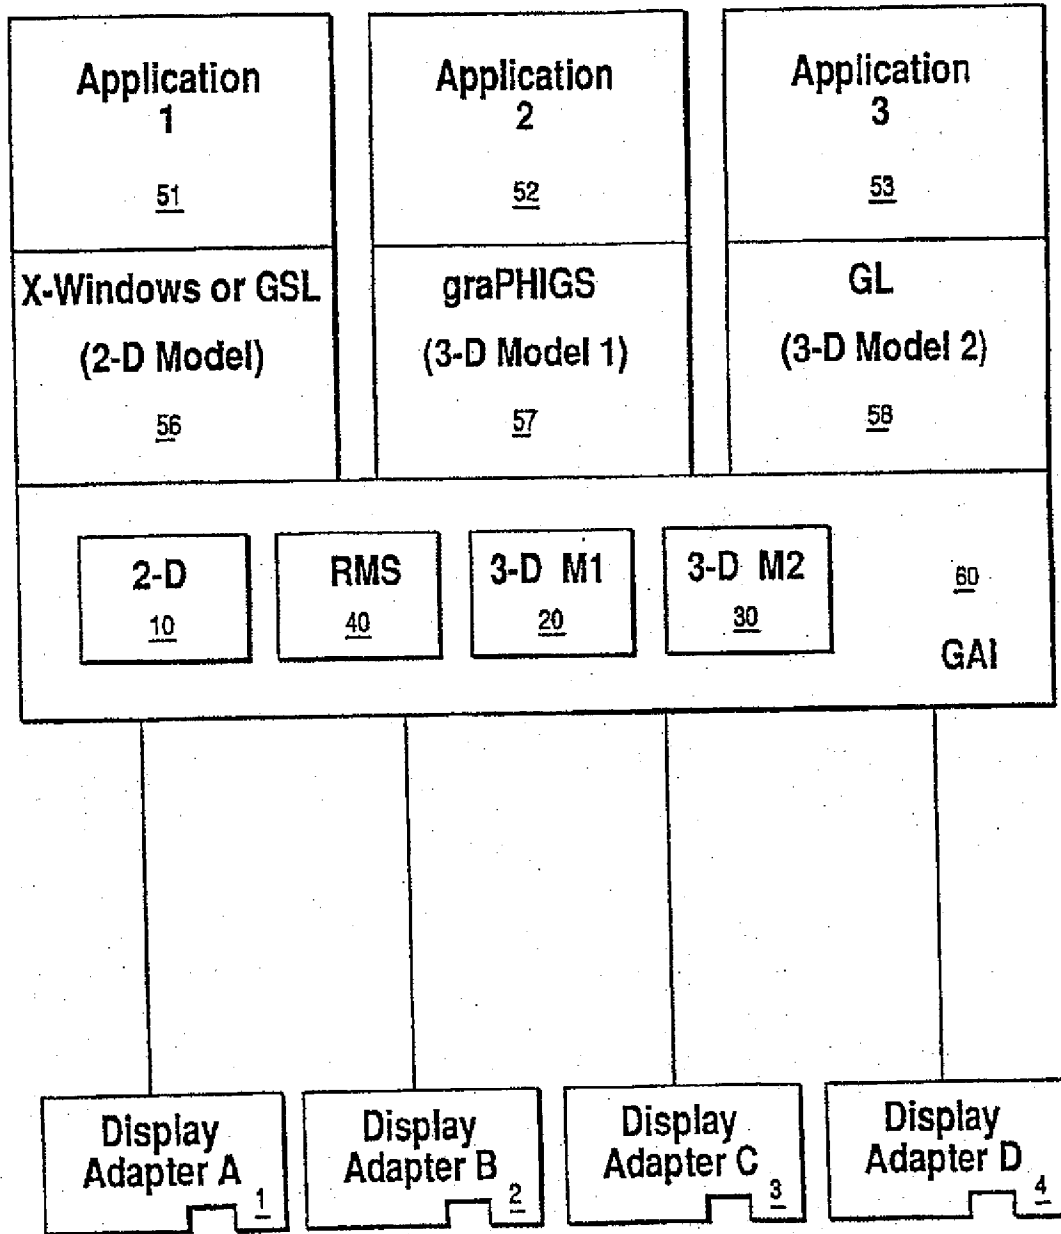 Application
1
51
Application
2
52
Application
3
53
X-Windows or GSL
(2-D Model)
56
graPHIGS
(3-D Model 1)
57
GL
(3-D Model 2)
58
2-D
10
RMS
40
3-D M1
20
3-D M2
30
60
GAI
Display
Adapter A
1
Display
Adapter B
2
Display
Adapter C
3
Display
Adapter D
4